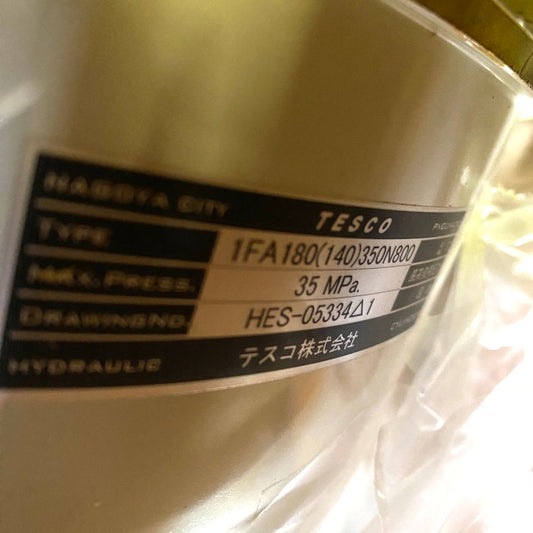 NAGOYA CITY TESCO
TYPE 1FA180(140)350N800
MAX. PRESS. 35 MPa.
DRAWING NO. HES-05334△1
HYDRAULIC テスコ株式会社